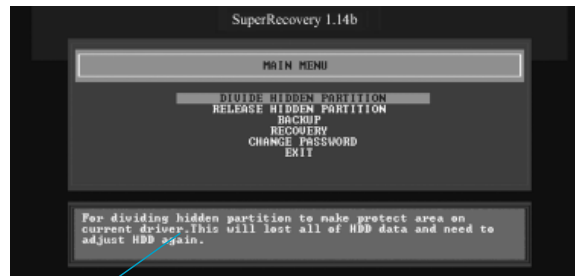 SuperRecovery 1.14b
MAIN MENU
DIVIDE HIDDEN PARTITION
RELEASE HIDDEN PARTITION
BACKUP
RECOVERY
CHANGE PASSWORD
EXIT
For dividing hidden partition to make protect area on
current driver.This will lost all of HDD data and need to
adjust HDD again.